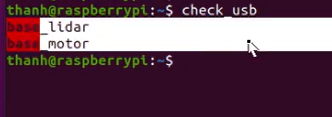 thanh@raspberrypi:~$ check_usb
base_lidar
base_motor
thanh@raspberrypi:~$